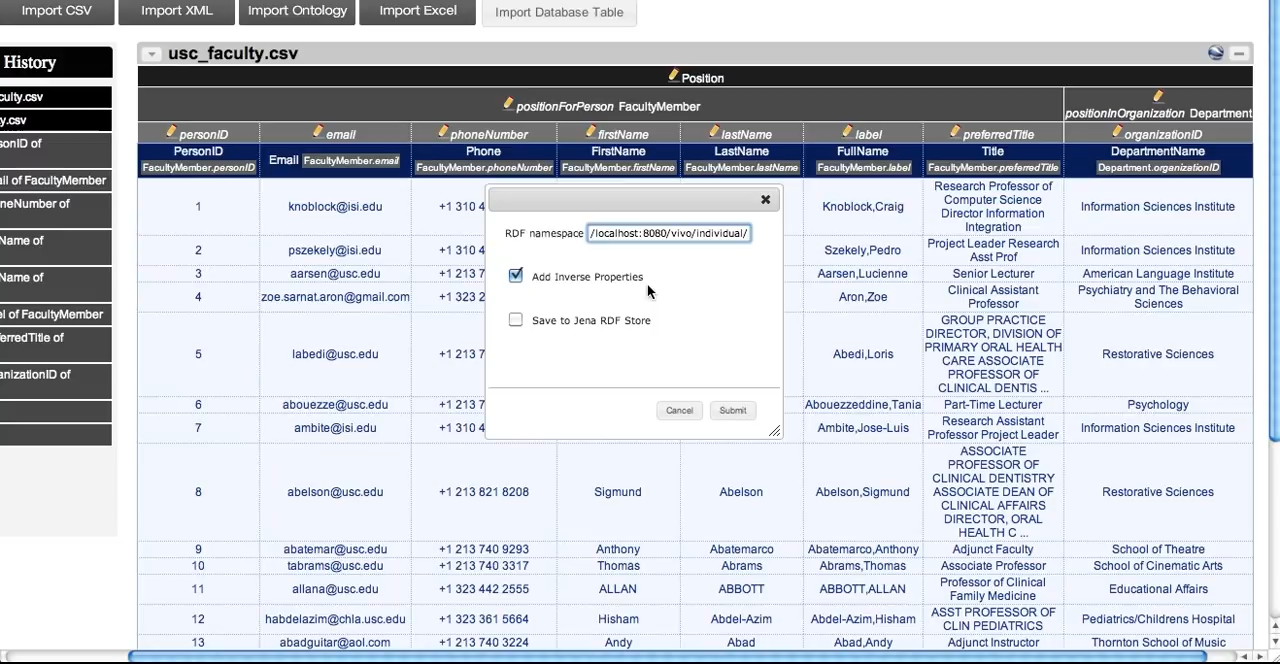 Import CSV
Import XML
Import Ontology
Import Excel
Import Database Table
History
culty.csv
y.csv
sonID of
ail of FacultyMember
neNumber of
Name of
Name of
el of FacultyMember
erredTitle of
anizationID of
usc_faculty.csv
Position
positionForPerson FacultyMember
positionInOrganization Department
personID
email
phoneNumber
firstName
lastName
label
preferredTitle
organizationID
PersonID
FacultyMember.personID
Email FacultyMember.email
Phone
FacultyMember.phoneNumber
FirstName
FacultyMember.firstName
LastName
FacultyMember.lastName
FullName
FacultyMember.label
Title
FacultyMember.preferredTitle
DepartmentName
Department.organizationID
1
knoblock@isi.edu
+1 310 4
Knoblock,Craig
Research Professor of
Computer Science
Director Information
Integration
Information Sciences Institute
2
pszekely@isi.edu
+1 310 4
Szekely,Pedro
Project Leader Research
Asst Prof
Information Sciences Institute
3
aarsen@usc.edu
+1 213 7
Aarsen,Lucienne
Senior Lecturer
American Language Institute
4
zoe.sarnat.aron@gmail.com
+1 323 2
Aron,Zoe
Clinical Assistant
Professor
Psychiatry and The Behavioral
Sciences
5
labedi@usc.edu
+1 213 7
Abedi,Loris
GROUP PRACTICE
DIRECTOR, DIVISION OF
PRIMARY ORAL HEALTH
CARE ASSOCIATE
PROFESSOR OF
CLINICAL DENTIS ...
Restorative Sciences
6
abouezze@usc.edu
+1 213 7
Abouezzeddine,Tania
Part-Time Lecturer
Psychology
7
ambite@isi.edu
+1 310 4
Ambite,Jose-Luis
Research Assistant
Professor Project Leader
Information Sciences Institute
8
abelson@usc.edu
+1 213 821 8208
Sigmund
Abelson
Abelson,Sigmund
ASSOCIATE
PROFESSOR OF
CLINICAL DENTISTRY
ASSOCIATE DEAN OF
CLINICAL AFFAIRS
DIRECTOR, ORAL
HEALTH C ...
Restorative Sciences
9
abatemar@usc.edu
+1 213 740 9293
Anthony
Abatemarco
Abatemarco,Anthony
Adjunct Faculty
School of Theatre
10
tabrams@usc.edu
+1 213 740 3317
Thomas
Abrams
Abrams,Thomas
Associate Professor
School of Cinematic Arts
11
allana@usc.edu
+1 323 442 2555
ALLAN
ABBOTT
ABBOTT,ALLAN
Professor of Clinical
Family Medicine
Educational Affairs
12
habdelazim@chla.usc.edu
+1 323 361 5664
Hisham
Abdel-Azim
Abdel-Azim,Hisham
ASST PROFESSOR OF
CLIN PEDIATRICS
Pediatrics/Childrens Hospital
13
abadguitar@aol.com
+1 213 740 3224
Andy
Abad
Abad,Andy
Adjunct Instructor
Thornton School of Music
RDF namespace /localhost:8080/vivo/individual/
Add Inverse Properties
Save to Jena RDF Store
Cancel
Submit